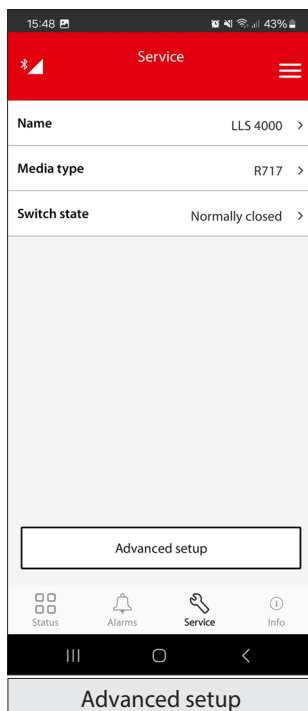 15:48 43%
Service
Name LLS 4000
Media type R717
Switch state Normally closed
Advanced setup
Status Alarms Service Info
Advanced setup